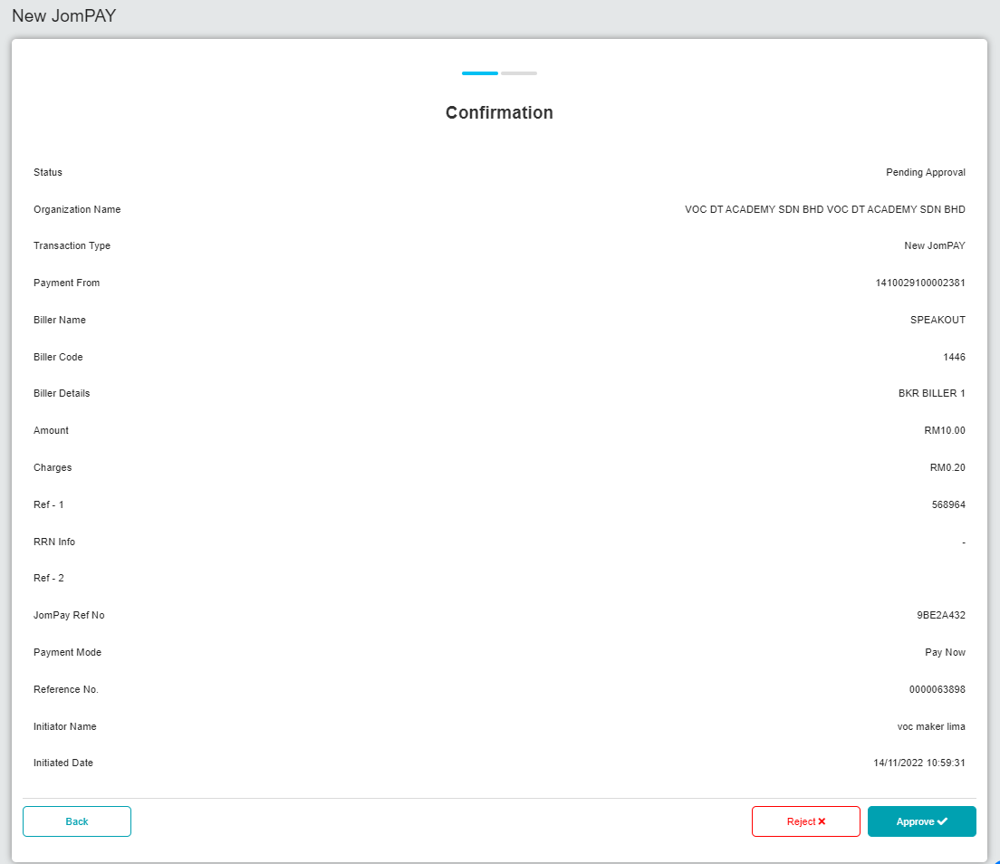 New JomPAY
Confirmation
Status Pending Approval
Organization Name VOC DT ACADEMY SDN BHD VOC DT ACADEMY SDN BHD
Transaction Type New JomPAY
Payment From 1410029100002381
Biller Name SPEAKOUT
Biller Code 1446
Biller Details BKR BILLER 1
Amount RM10.00
Charges RM0.20
Ref - 1 568964
RRN Info -
Ref - 2
JomPay Ref No 9BE2A432
Payment Mode Pay Now
Reference No. 0000063898
Initiator Name voc maker lima
Initiated Date 14/11/2022 10:59:31
Back Reject Approve